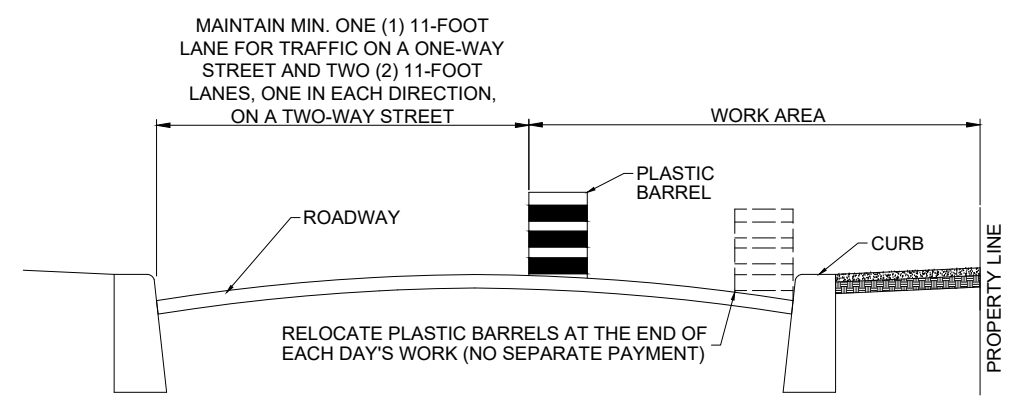 MAINTAIN MIN. ONE (1) 11-FOOT
LANE FOR TRAFFIC ON A ONE-WAY
STREET AND TWO (2) 11-FOOT
LANES, ONE IN EACH DIRECTION,
ON A TWO-WAY STREET
WORK AREA
PLASTIC
BARREL
ROADWAY
CURB
RELOCATE PLASTIC BARRELS AT THE END OF
EACH DAY'S WORK (NO SEPARATE PAYMENT)
PROPERTY LINE